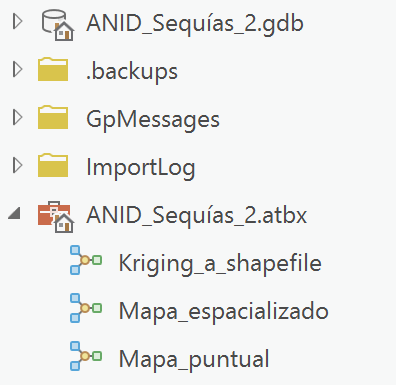 ANID_Sequías_2.gdb
.backups
GpMessages
ImportLog
ANID_Sequías_2.atbx
Kriging_a_shapefile
Mapa_espacializado
Mapa_puntual